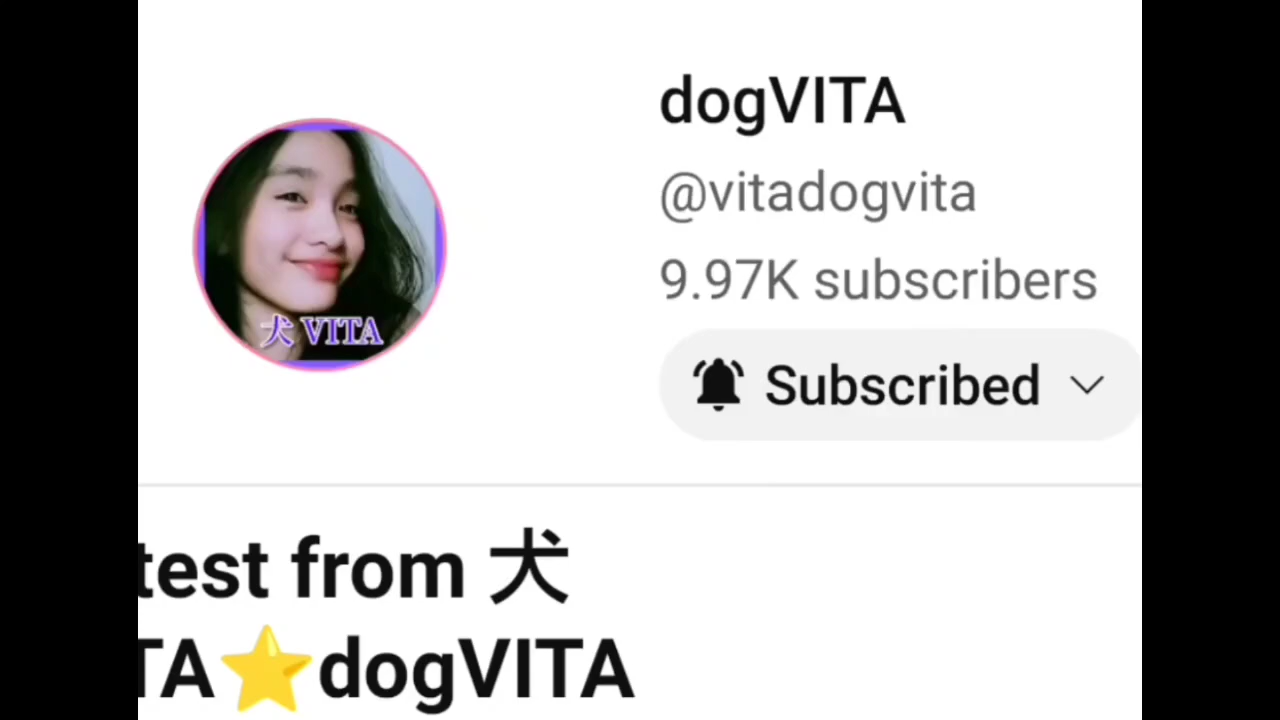 dogVITA
@vitadogvita
9.97K subscribers
Subscribed
犬 VITA
test from 犬
TA⭐dogVITA